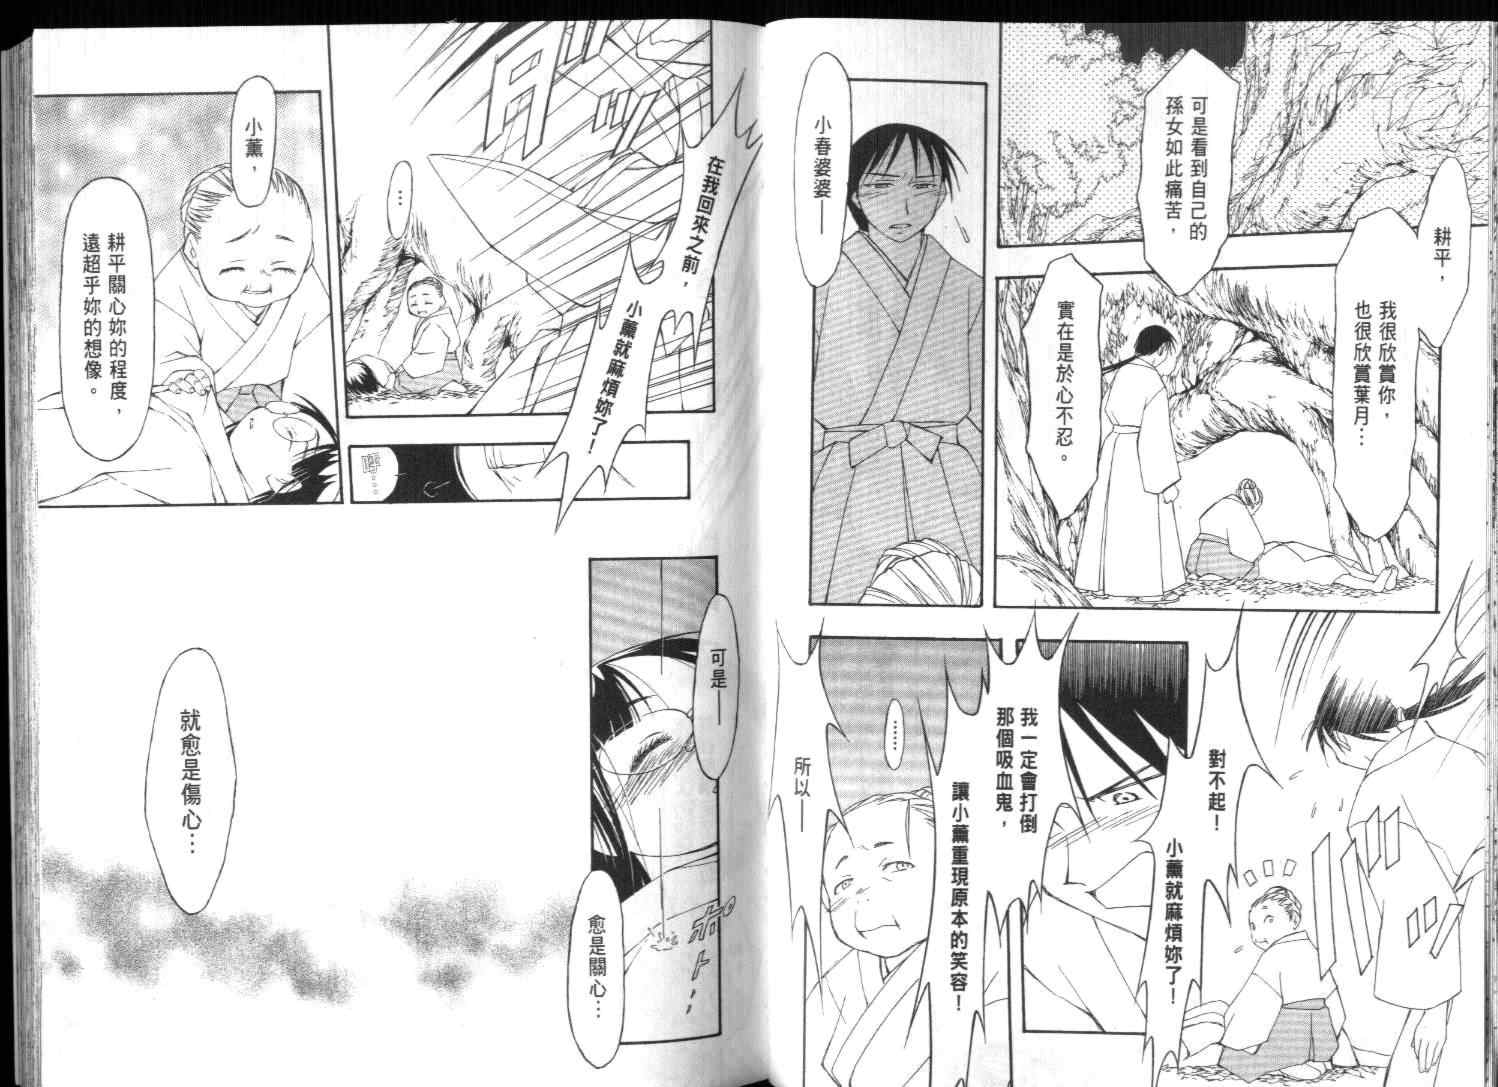 耕平，
我很欣賞你，
也很欣賞葉月…
可是看到自己的
孫女如此痛苦，
實在是於心不忍。
小春婆婆—
對不起！
小薰就麻煩妳了！
我一定會打倒
那個吸血鬼，
讓小薰重現原本的笑容！
……
所以—
在我回來之前，
小薰就麻煩妳了！
…
小薰，
耕平關心妳的程度，
遠超乎妳的想像。
呼……
可是—
愈是關心…
ポト
就愈是傷心…